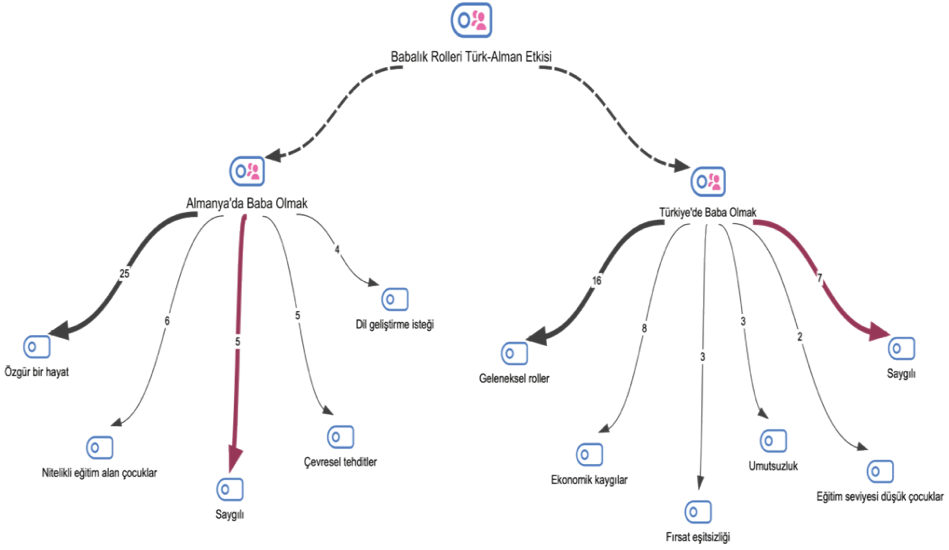 Babalık Rolleri Türk-Alman Etkisi
Almanya'da Baba Olmak
Türkiye'de Baba Olmak
4
25
16
7
6
5
5
8
3
3
2
Dil geliştirme isteği
Özgür bir hayat
Geleneksel roller
Saygılı
Nitelikli eğitim alan çocuklar
Çevresel tehditler
Saygılı
Ekonomik kaygılar
Umutsuzluk
Eğitim seviyesi düşük çocuklar
Fırsat eşitsizliği